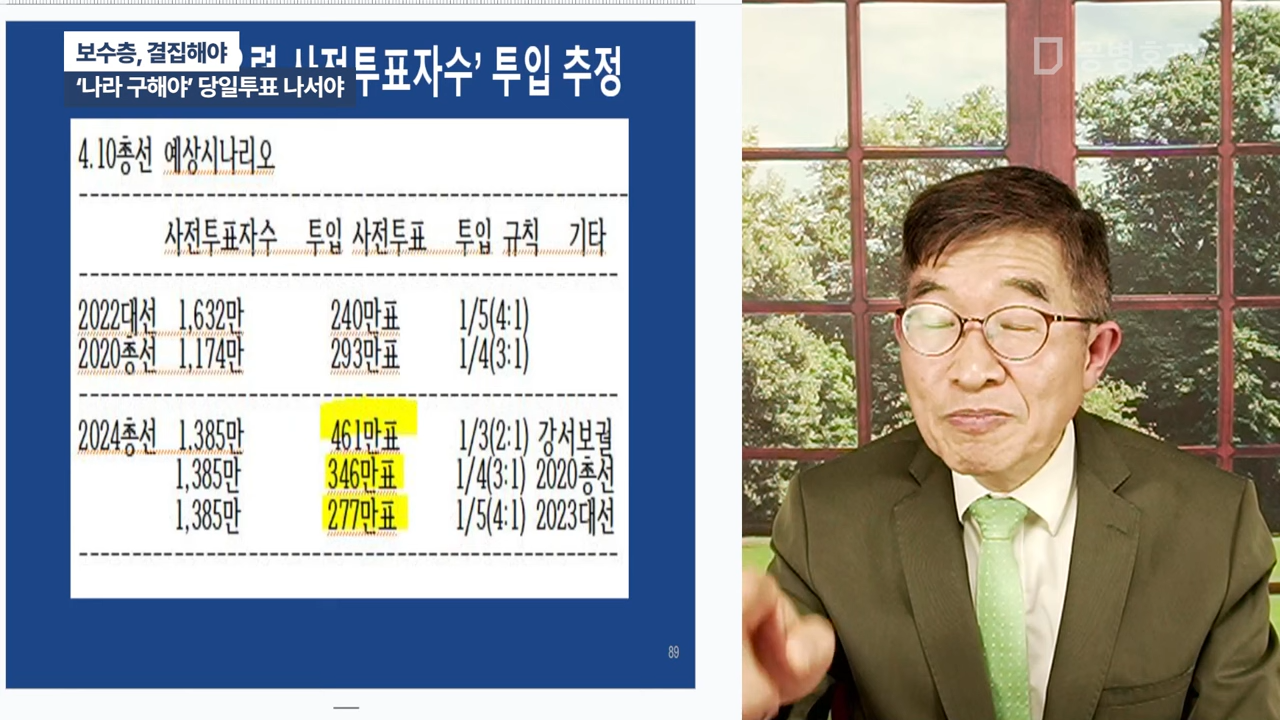 보수층, 결집해야
'나라 구해야' 당일투표 나서야
사전투표자수' 투입 추정
4.10총선 예상시나리오
사전투표자수 투입 사전투표 투입 규칙 기타
2022대선 1,632만 240만표 1/5(4:1)
2020총선 1,174만 293만표 1/4(3:1)
2024총선 1.385만 461만표 1/3(2:1) 강서보궐
1,385만 346만표 1/4(3:1) 2020총선
1,385만 277만표 1/5(4:1) 2023대선
89
공병호